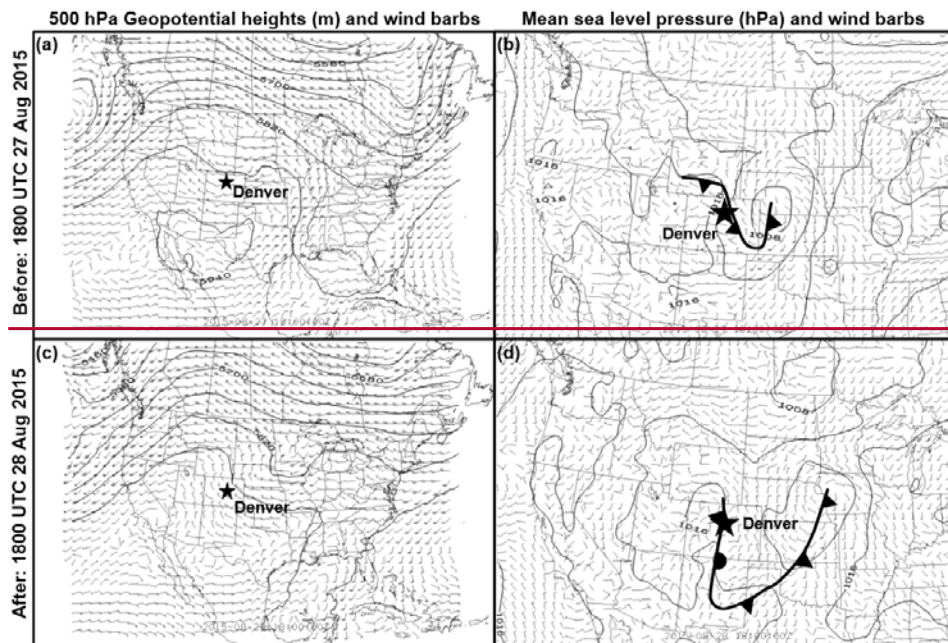 500 hPa Geopotential heights (m) and wind barbs
Mean sea level pressure (hPa) and wind barbs
Before: 1800 UTC 27 Aug 2015
(a)
5820
5940
Denver
(b)
1016
1016
1016
1008
1016
Denver
After: 1800 UTC 28 Aug 2015
(c)
Denver
(d)
1008
1016
1016
Denver